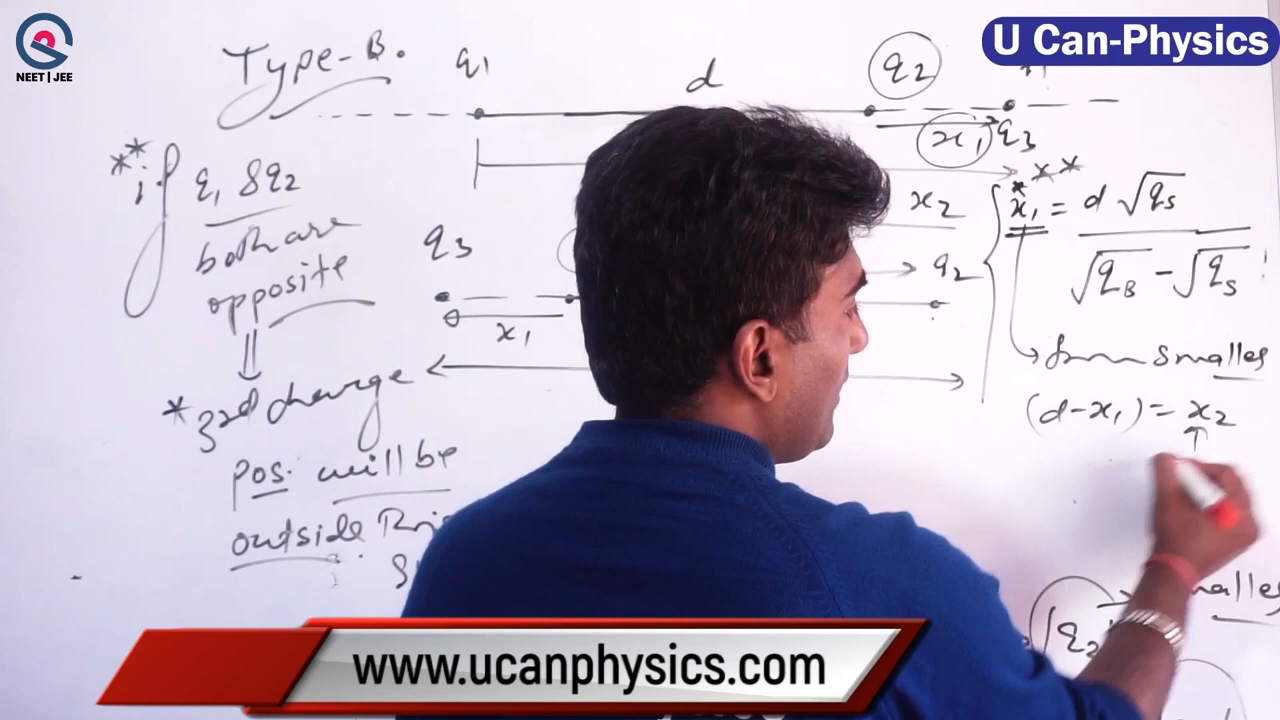 NEET | JEE
U Can-Physics
Type-B.
q1
d
q2
x1
q3
** if q1 & q2
both are
opposite
* 3rd charge
pos. will be
outside
q3
x1
x2
q2
***
x1 = d √qs
√qB - √qs
from smaller
(d-x1) = x2
q2
www.ucanphysics.com